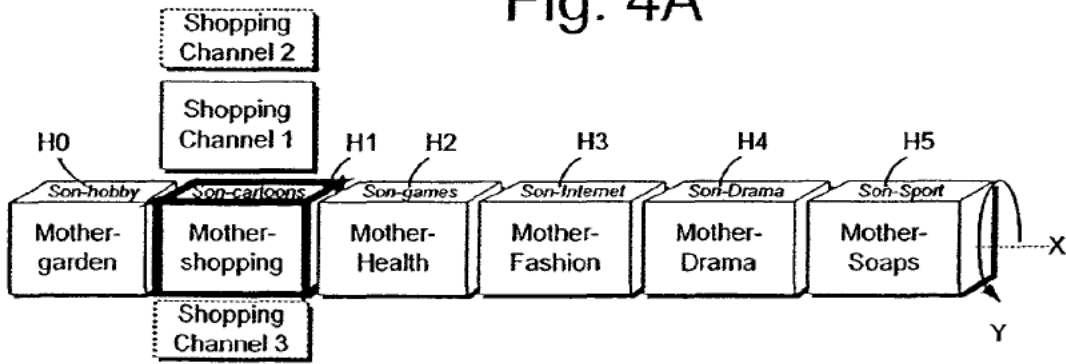 Fig. 4A
Shopping
Channel 2
Shopping
Channel 1
H0
H1
H2
H3
H4
H5
Son-hobby
Son-cartoons
Son-games
Son-Internet
Son-Drama
Son-Sport
Mother-
garden
Mother-
shopping
Mother-
Health
Mother-
Fashion
Mother-
Drama
Mother-
Soaps
X
Y
Shopping
Channel 3